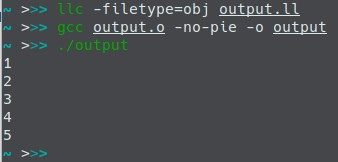 ~ >>> llc -filetype=obj output.ll
~ >>> gcc output.o -no-pie -o output
~ >>> ./output
1
2
3
4
5
~ >>>